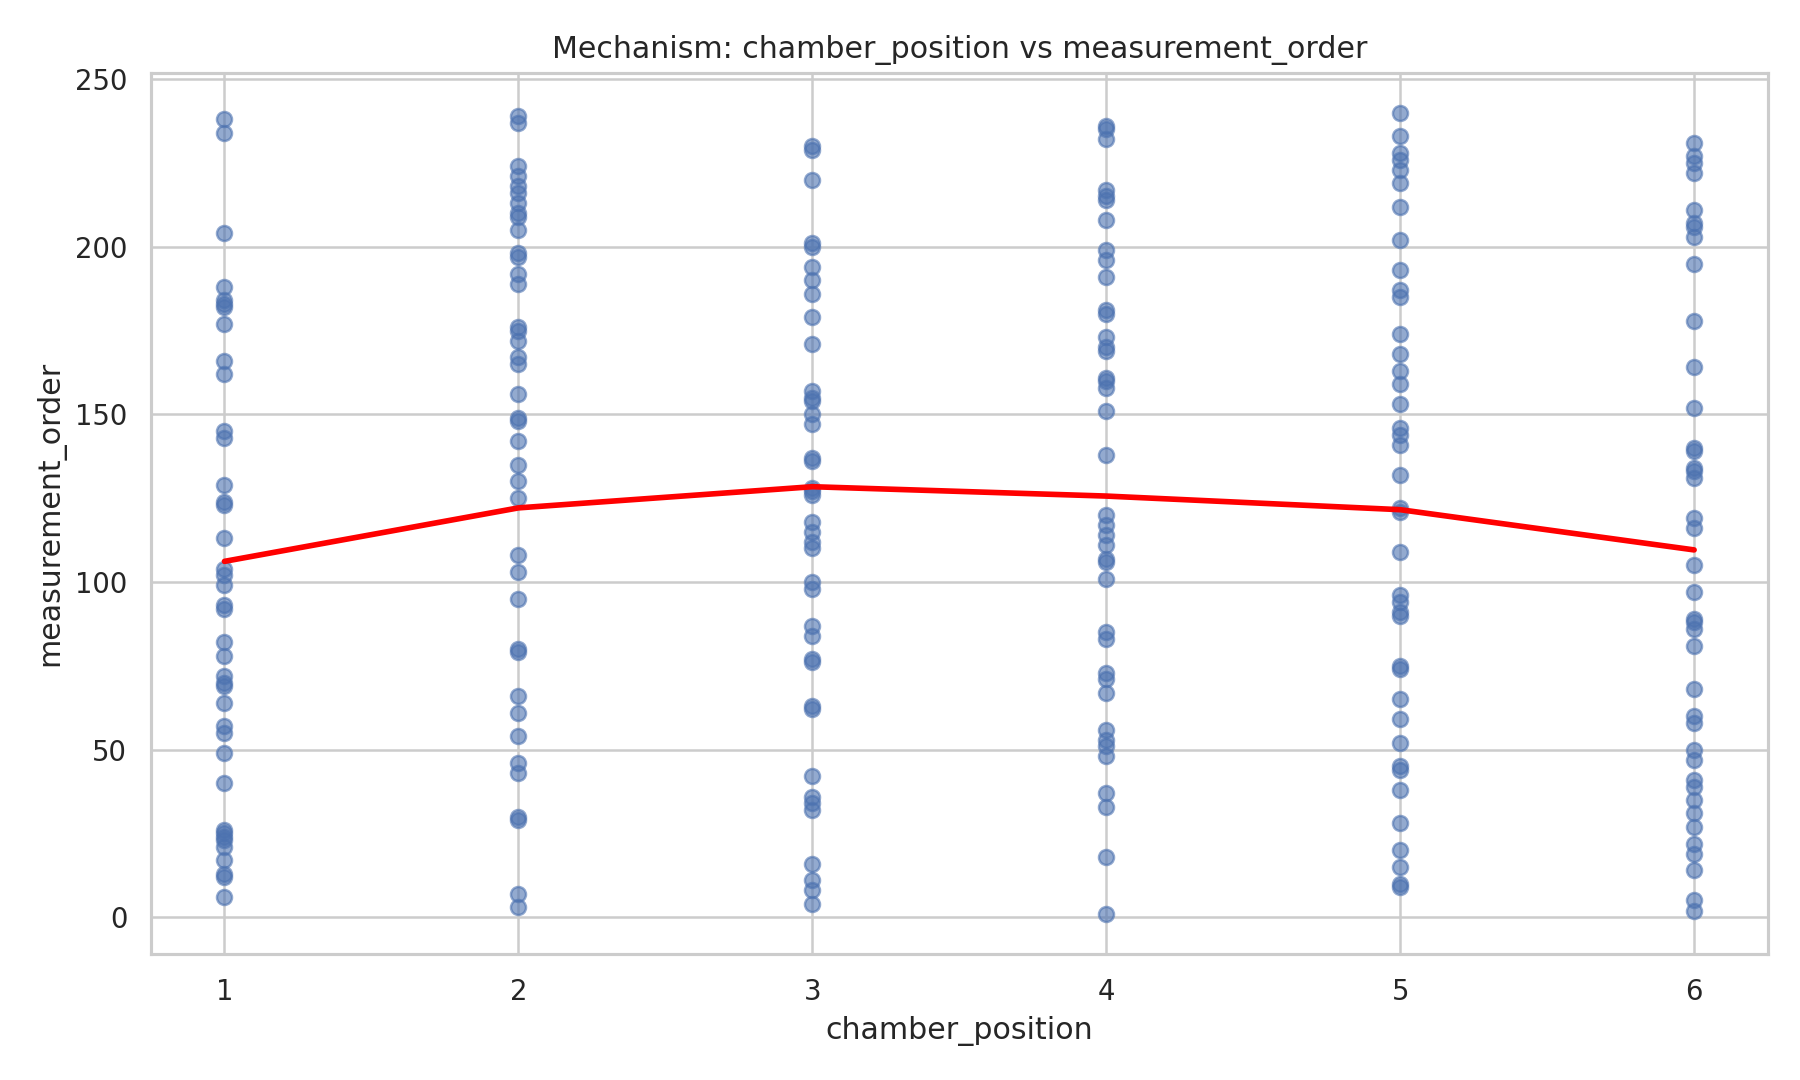 Mechanism: chamber_position vs measurement_order
250
200
150
100
50
0
measurement_order
1 2 3 4 5 6
chamber_position